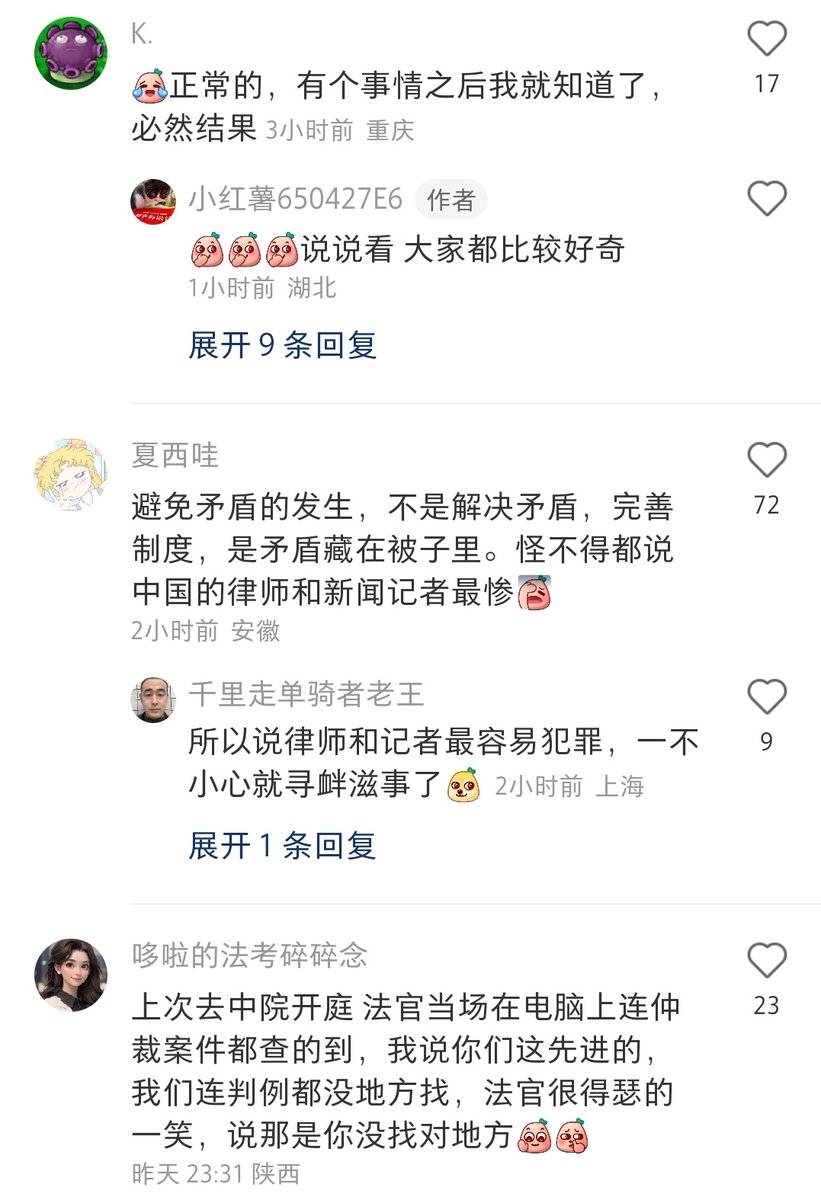 K.
正常的，有个事情之后我就知道了，
17
必然结果 3小时前 重庆
小红薯650427E6 作者
说说看 大家都比较好奇
1小时前 湖北
展开 9 条回复
夏西哇
避免矛盾的发生，不是解决矛盾，完善
72
制度，是矛盾藏在被子里。怪不得都说
中国的律师和新闻记者最惨
2小时前 安徽
千里走单骑者老王
所以说律师和记者最容易犯罪，一不
9
小心就寻衅滋事了 2小时前 上海
展开 1 条回复
哆啦的法考碎碎念
上次去中院开庭 法官当场在电脑上连仲
23
裁案件都查的到，我说你们这先进的，
我们连判例都没地方找，法官很得瑟的
一笑，说那是你没找对地方
昨天 23:31 陕西